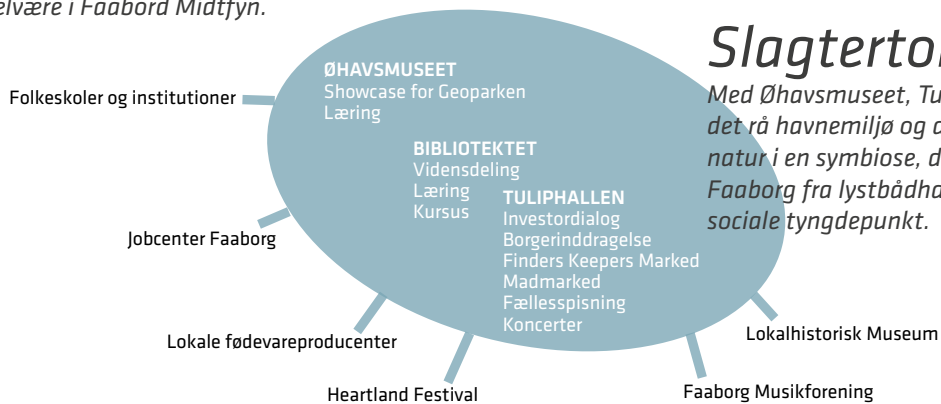 elvære i Faabord Midtfyn.
Slagterto
Med Øhavsmuseet, Tu
det rå havnemiljø og
natur i en symbiose, d
Faaborg fra lystbådha
sociale tyngdepunkt.
ØHAVSMUSEET
Showcase for Geoparken
Læring
BIBLIOTEKTET
Vidensdeling
Læring
Kursus
TULIPHALLEN
Investordialog
Borgerinddragelse
Finders Keepers Marked
Madmarked
Fællesspisning
Koncerter
Folkeskoler og institutioner
Jobcenter Faaborg
Lokale fødevareproducenter
Heartland Festival
Faaborg Musikforening
Lokalhistorisk Museum